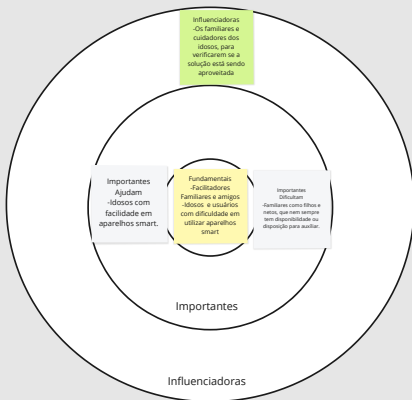 Influenciadoras
-Os familiares e
cuidadores dos
idosos, para
verificarem se a
solução está sendo
aproveitada
Importantes
Ajudam
-Idosos com
facilidade em
aparelhos smart.
Fundamentais
-Facilitadores
Familiares e amigos
-Idosos e usuários
com dificuldade em
utilizar aparelhos
smart
Importantes
Dificultam
-Familiares como filhos e
netos, que nem sempre
tem disponibilidade ou
disposição para auxiliar.
Importantes
Influenciadoras